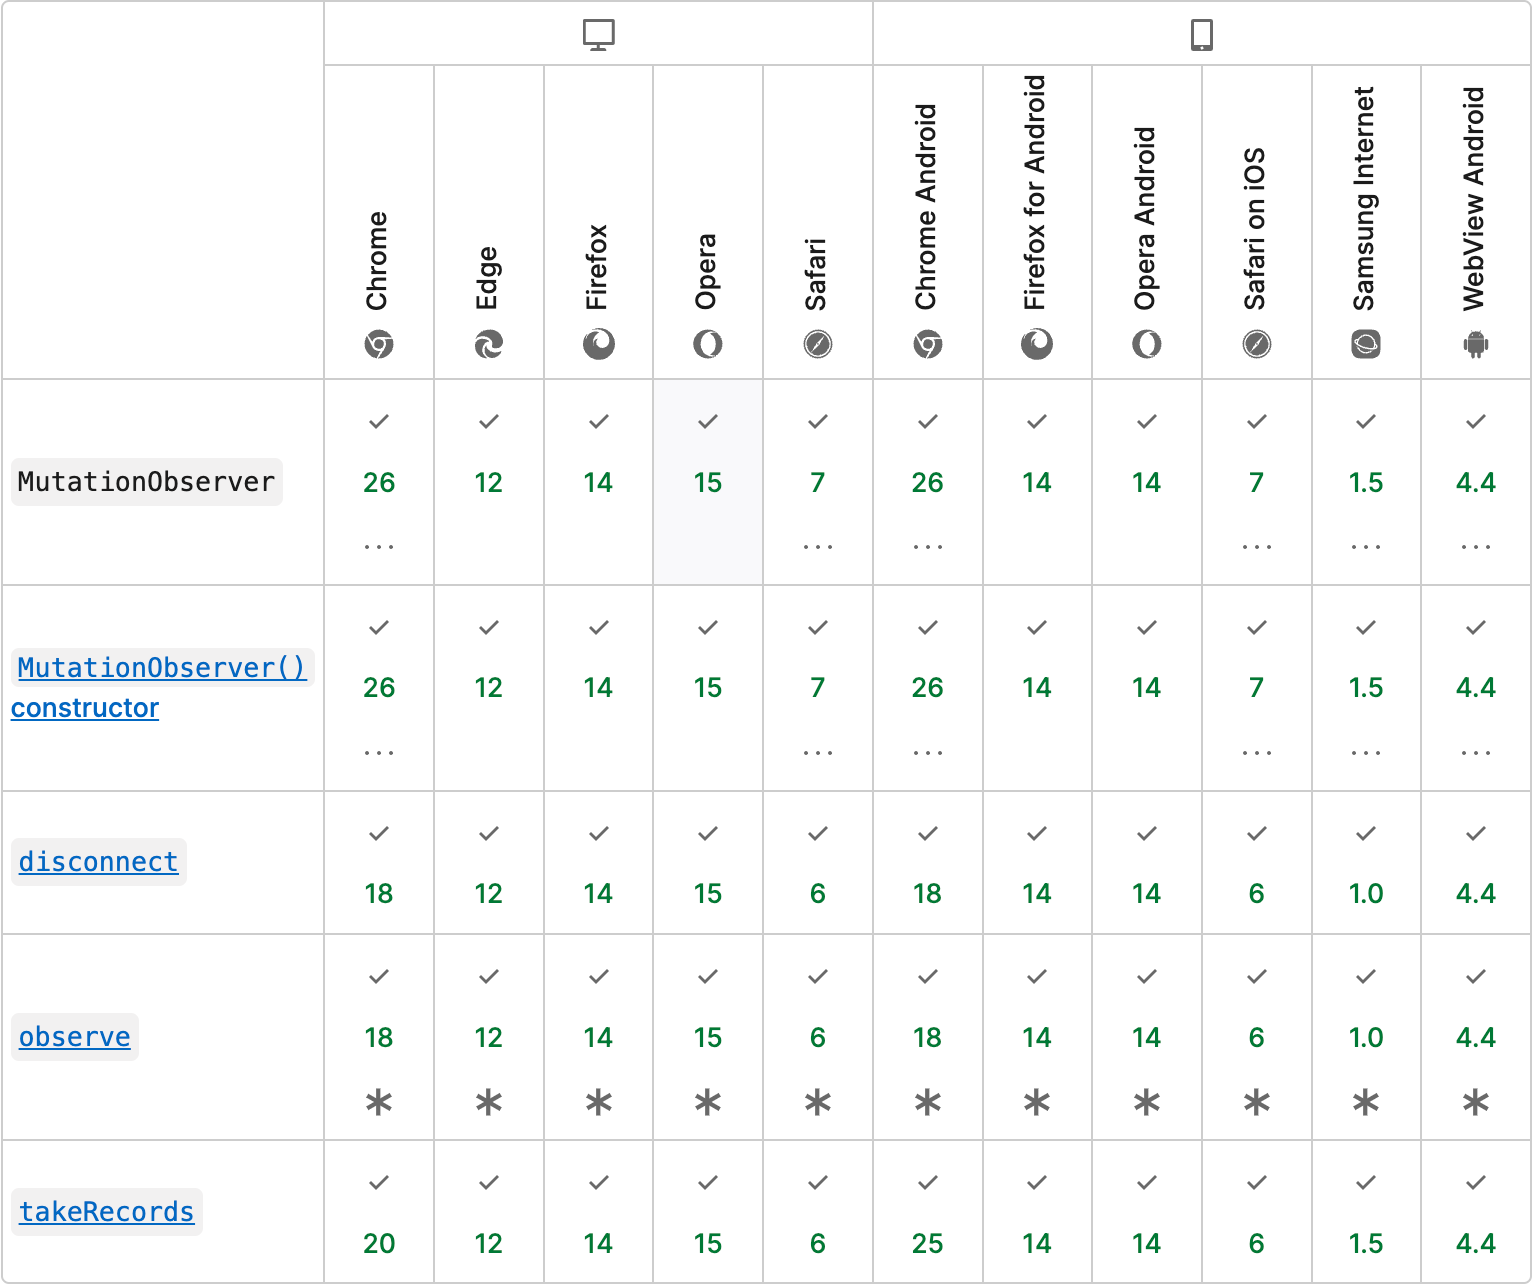 Chrome Edge Firefox Opera Safari Chrome Android Firefox for Android Opera Android Safari on iOS Samsung Internet WebView Android
MutationObserver 26 12 14 15 7 26 14 14 7 1.5 4.4
... ... ... ... ... ...
MutationObserver()
constructor 26 12 14 15 7 26 14 14 7 1.5 4.4
... ... ... ... ... ...
disconnect 18 12 14 15 6 18 14 14 6 1.0 4.4
observe 18 12 14 15 6 18 14 14 6 1.0 4.4
* * * * * * * * * * *
takeRecords 20 12 14 15 6 25 14 14 6 1.5 4.4